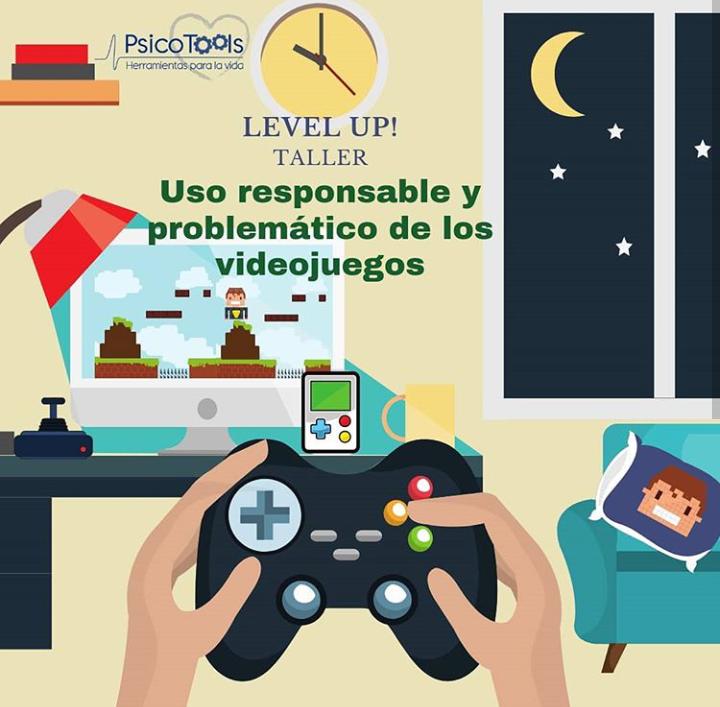 PsicoTools
Herramientas para la vida
LEVEL UP!
TALLER
Uso responsable y
problemático de los
videojuegos